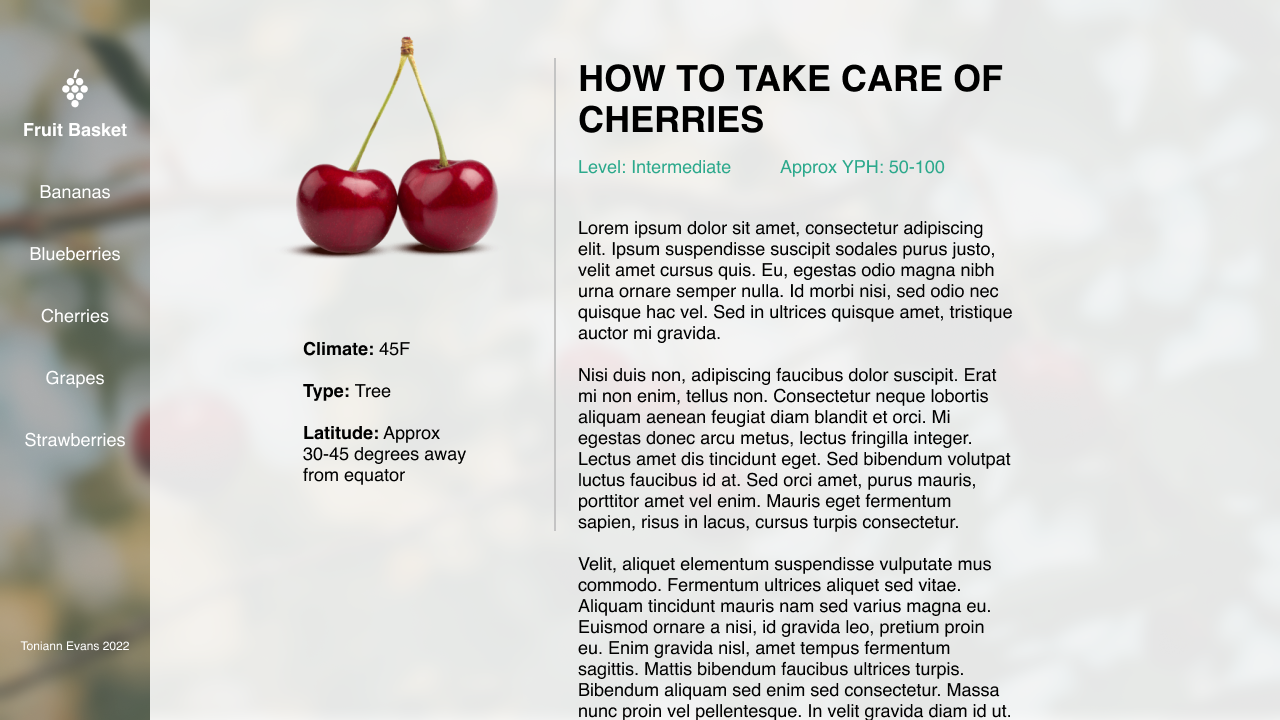 Fruit Basket
Bananas
Blueberries
Cherries
Grapes
Strawberries
Toniann Evans 2022
Climate: 45F
Type: Tree
Latitude: Approx
30-45 degrees away
from equator
HOW TO TAKE CARE OF
CHERRIES
Level: Intermediate Approx YPH: 50-100
Lorem ipsum dolor sit amet, consectetur adipiscing
elit. Ipsum suspendisse suscipit sodales purus justo,
velit amet cursus quis. Eu, egestas odio magna nibh
urna ornare semper nulla. Id morbi nisi, sed odio nec
quisque hac vel. Sed in ultrices quisque amet, tristique
auctor mi gravida.
Nisi duis non, adipiscing faucibus dolor suscipit. Erat
mi non enim, tellus non. Consectetur neque lobortis
aliquam aenean feugiat diam blandit et orci. Mi
egestas donec arcu metus, lectus fringilla integer.
Lectus amet dis tincidunt eget. Sed bibendum volutpat
luctus faucibus id at. Sed orci amet, purus mauris,
porttitor amet vel enim. Mauris eget fermentum
sapien, risus in lacus, cursus turpis consectetur.
Velit, aliquet elementum suspendisse vulputate mus
commodo. Fermentum ultrices aliquet sed vitae.
Aliquam tincidunt mauris nam sed varius magna eu.
Euismod ornare a nisi, id gravida leo, pretium proin
eu. Enim gravida nisl, amet tempus fermentum
sagittis. Mattis bibendum faucibus ultrices turpis.
Bibendum aliquam sed enim sed consectetur. Massa
nunc proin vel pellentesque. In velit gravida diam id ut.